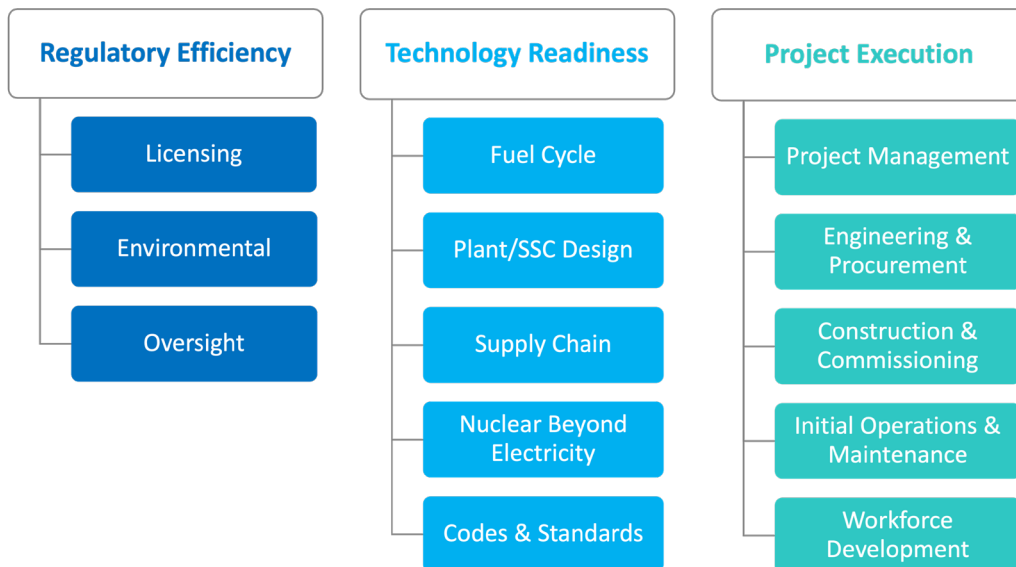 Regulatory Efficiency
Licensing
Environmental
Oversight
Technology Readiness
Fuel Cycle
Plant/SSC Design
Supply Chain
Nuclear Beyond
Electricity
Codes & Standards
Project Execution
Project Management
Engineering &
Procurement
Construction &
Commissioning
Initial Operations &
Maintenance
Workforce
Development